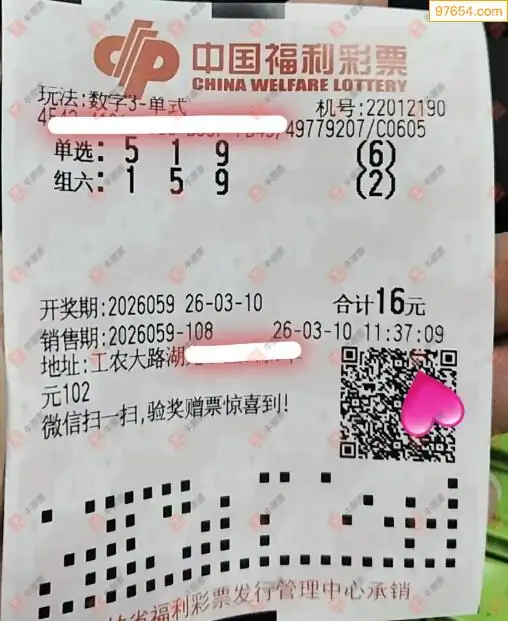 97654.com
中国福利彩票
CHINA WELFARE LOTTERY
玩法:数字3-单式
机号:22012190
/49779207/C0605
单选: 5 1 9 (6)
组六: 1 5 9 (2)
开奖期:2026059 26-03-10 合计16元
销售期:2026059-108 26-03-10 11:37:09
地址:工农大路湖
元102
微信扫一扫,验奖赠票惊喜到!
省福利彩票发行管理中心承销